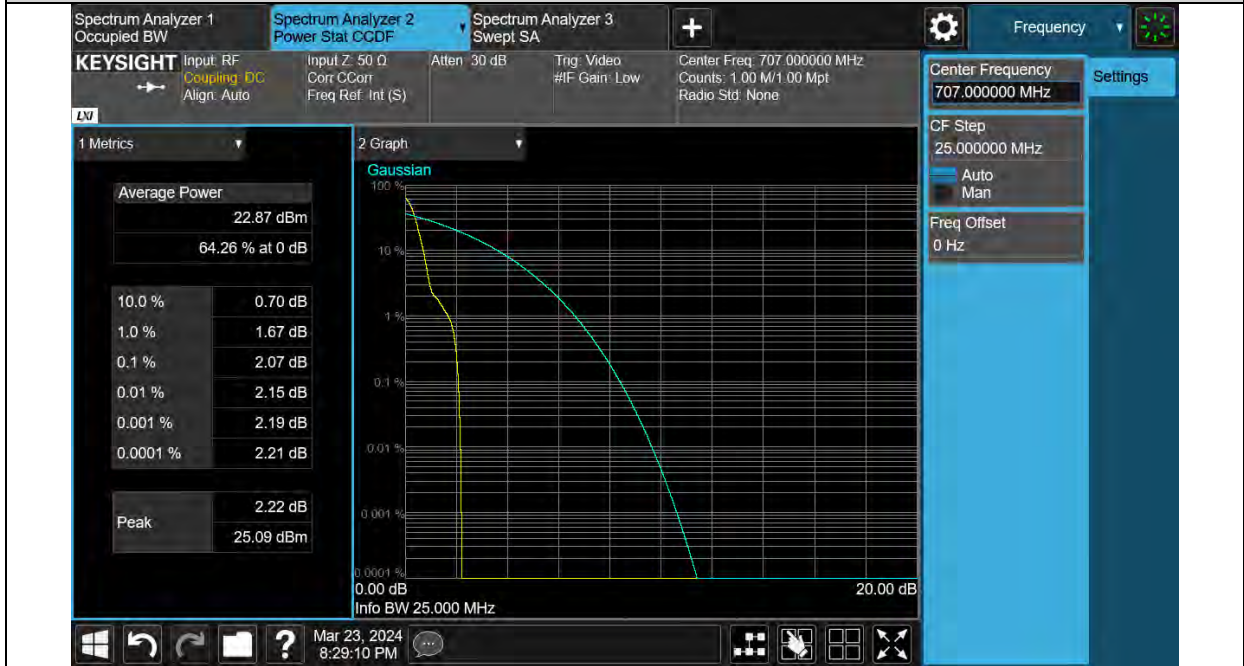 Spectrum Analyzer 1
Occupied BW
Spectrum Analyzer 2
Power Stat CCDF
Spectrum Analyzer 3
Swept SA
Frequency
KEYSIGHT
LXI
Input: RF
Coupling: DC
Align: Auto
Input Z: 50 Ω
Corr CCorr
Freq Ref: Int (S)
Atten: 30 dB
Trig: Video
#IF Gain: Low
Center Freq: 707.000000 MHz
Counts: 1.00 M/1.00 Mpt
Radio Std: None
Center Frequency
707.000000 MHz
Settings
CF Step
25.000000 MHz
Auto
Man
Freq Offset
0 Hz
1 Metrics
Average Power
22.87 dBm
64.26 % at 0 dB
10.0 % 0.70 dB
1.0 % 1.67 dB
0.1 % 2.07 dB
0.01 % 2.15 dB
0.001 % 2.19 dB
0.0001 % 2.21 dB
Peak
2.22 dB
25.09 dBm
2 Graph
Gaussian
100 %
10 %
1 %
0.1 %
0.01 %
0.001 %
0.0001 %
0.00 dB 20.00 dB
Info BW 25.000 MHz
?
Mar 23, 2024
8:29:10 PM